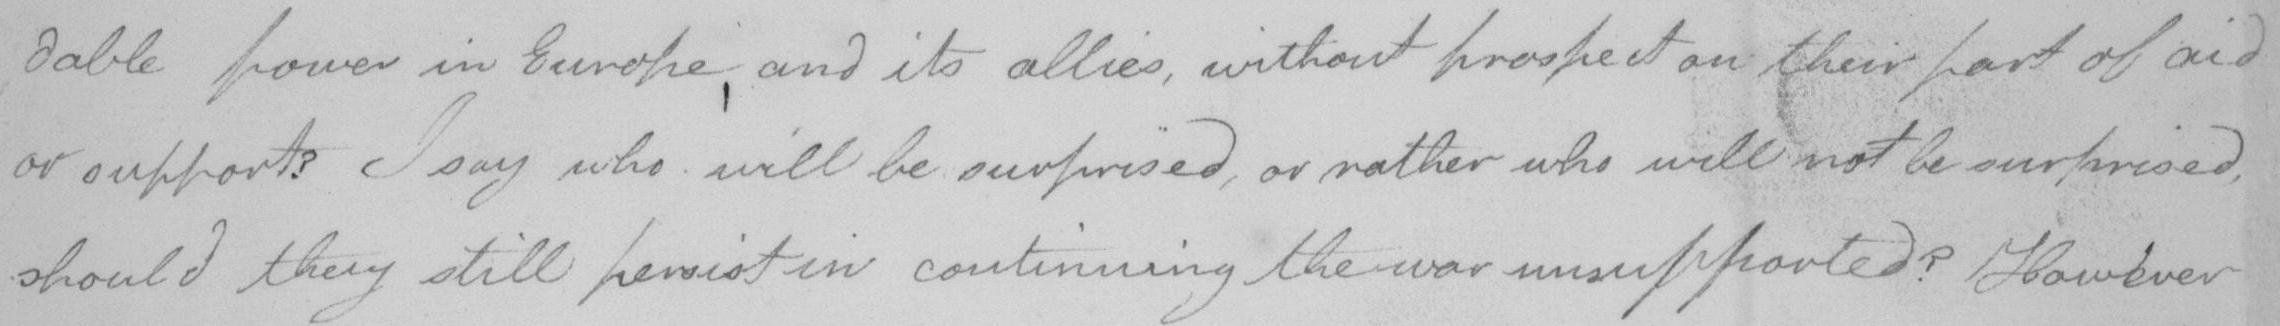 dable power in Europe, and its allies, without prospect on their part of aid
or support? I say who will be surprised, or rather who will not be surprised,
should they still persist in continuing the war unsupported? However